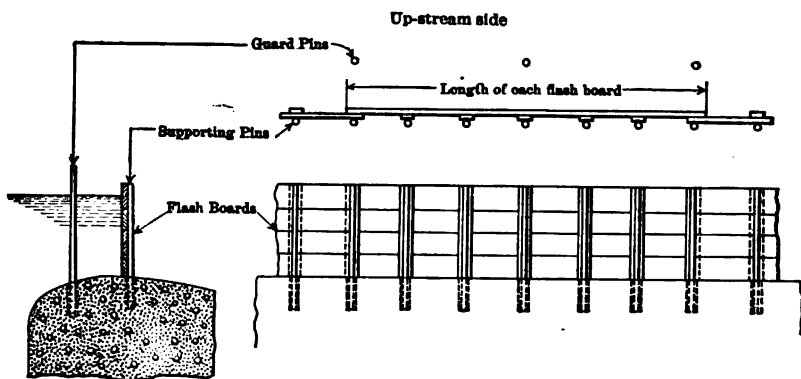 Up-stream side
Guard Pins
Length of each flash board
Supporting Pins
Flash Boards